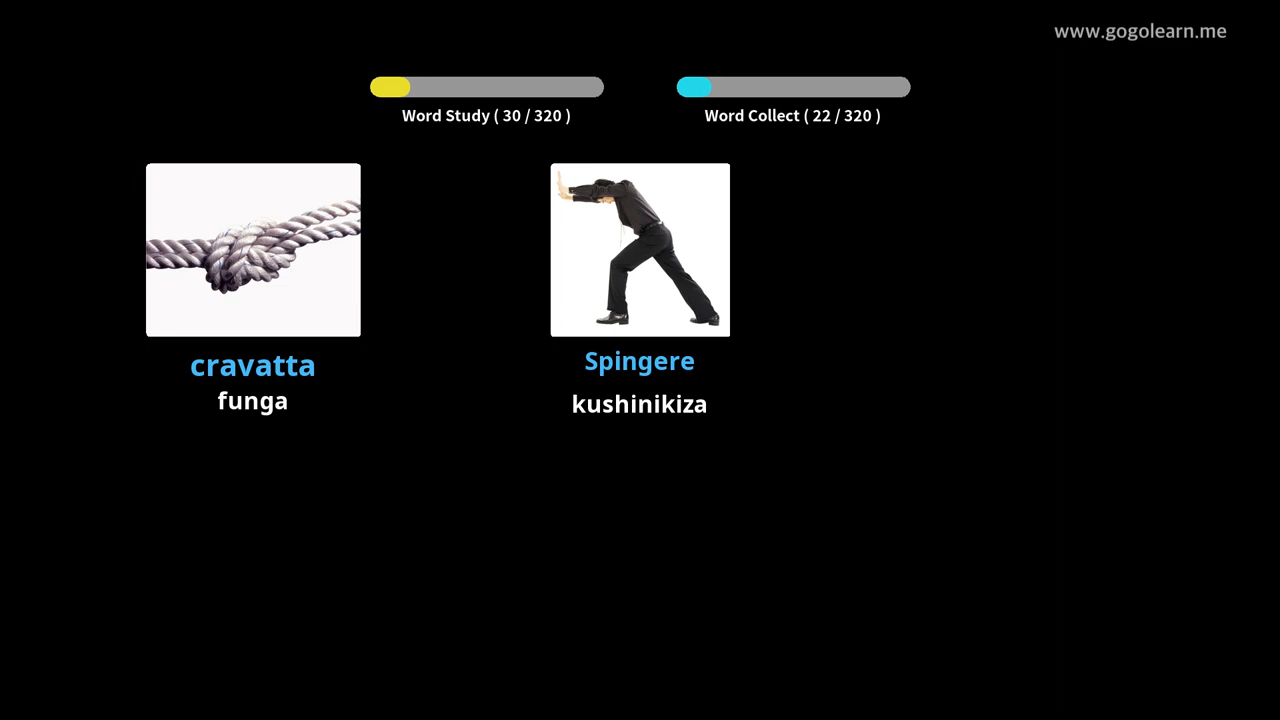 www.gogolearn.me
Word Study ( 30 / 320 )
Word Collect ( 22 / 320 )
cravatta
funga
Spingere
kushinikiza